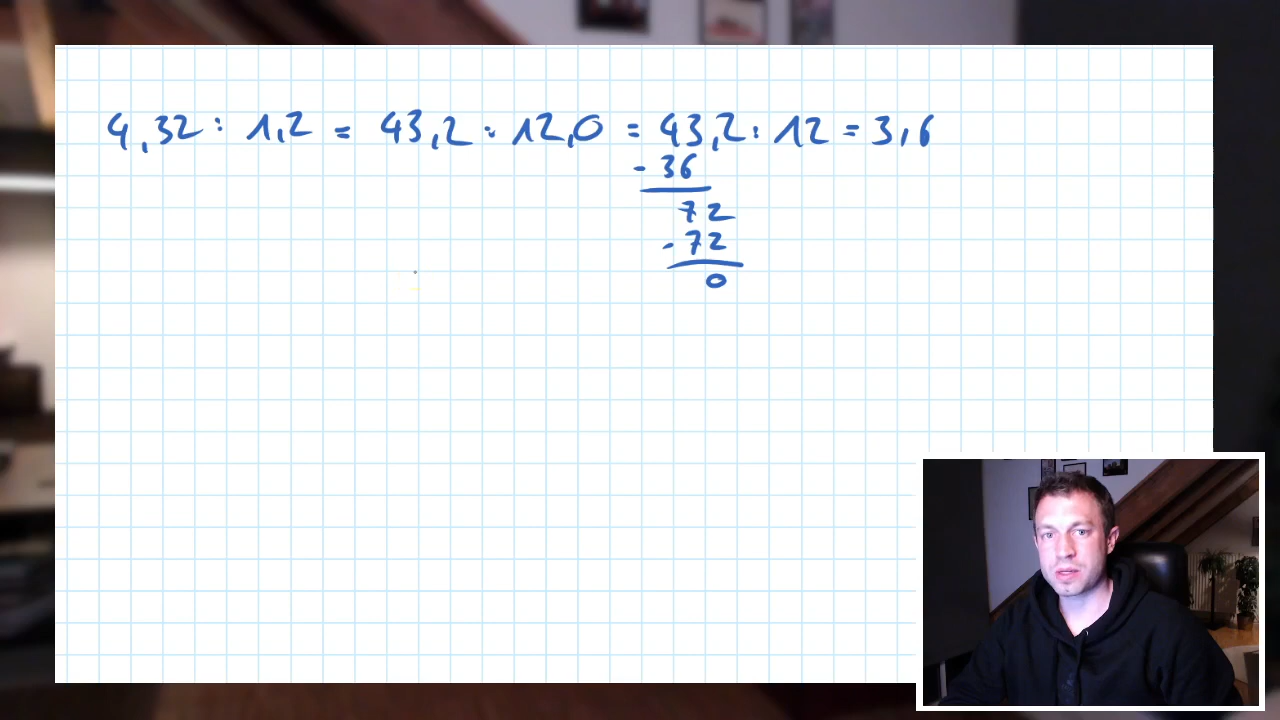 4,32 : 1,2 = 43,2 : 12,0 = 43,2 : 12 = 3,6
- 36
72
- 72
0